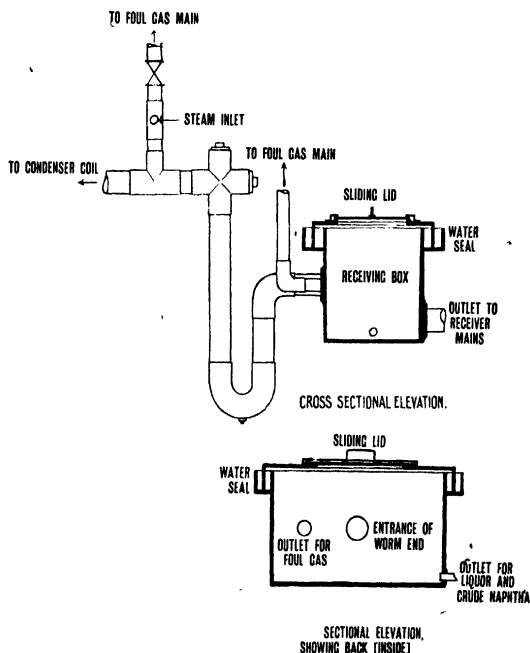 TO FOUL GAS MAIN
STEAM INLET
TO CONDENSER COIL
TO FOUL GAS MAIN
SLIDING LID
WATER
SEAL
RECEIVING BOX
OUTLET TO
RECEIVER
MAINS
CROSS SECTIONAL ELEVATION.
SLIDING LID
WATER
SEAL
OUTLET FOR
FOUL GAS
ENTRANCE OF
WORM END
OUTLET FOR
LIQUOR AND
CRUDE NAPHTHA
SECTIONAL ELEVATION,
SHOWING BACK [INSIDE]